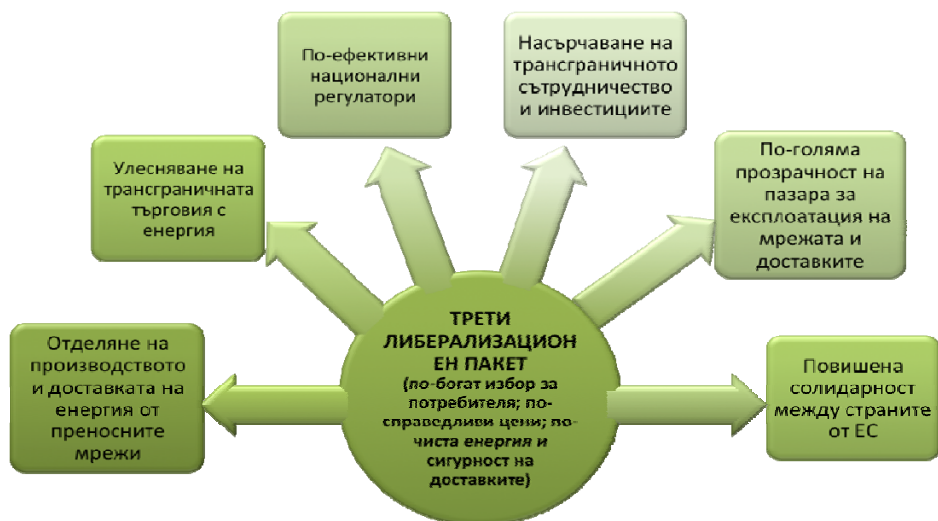 По-ефективни
национални
регулатори
Насърчаване на
трансграничното
сътрудничество
и инвестициите
Улесняване на
трансграничната
търговия с
енергия
По-голяма
прозрачност на
пазара за
експлоатация на
мрежата и
доставките
Отделяне на
производството
и доставката на
енергия от
преносните
мрежи
ТРЕТИ
ЛИБЕРАЛИЗАЦИОН
ЕН ПАКЕТ
(по-богат избор за
потребителя; по-
справедливи цени; по-
чиста енергия и
сигурност на
доставките)
Повишена
солидарност
между страните
от ЕС